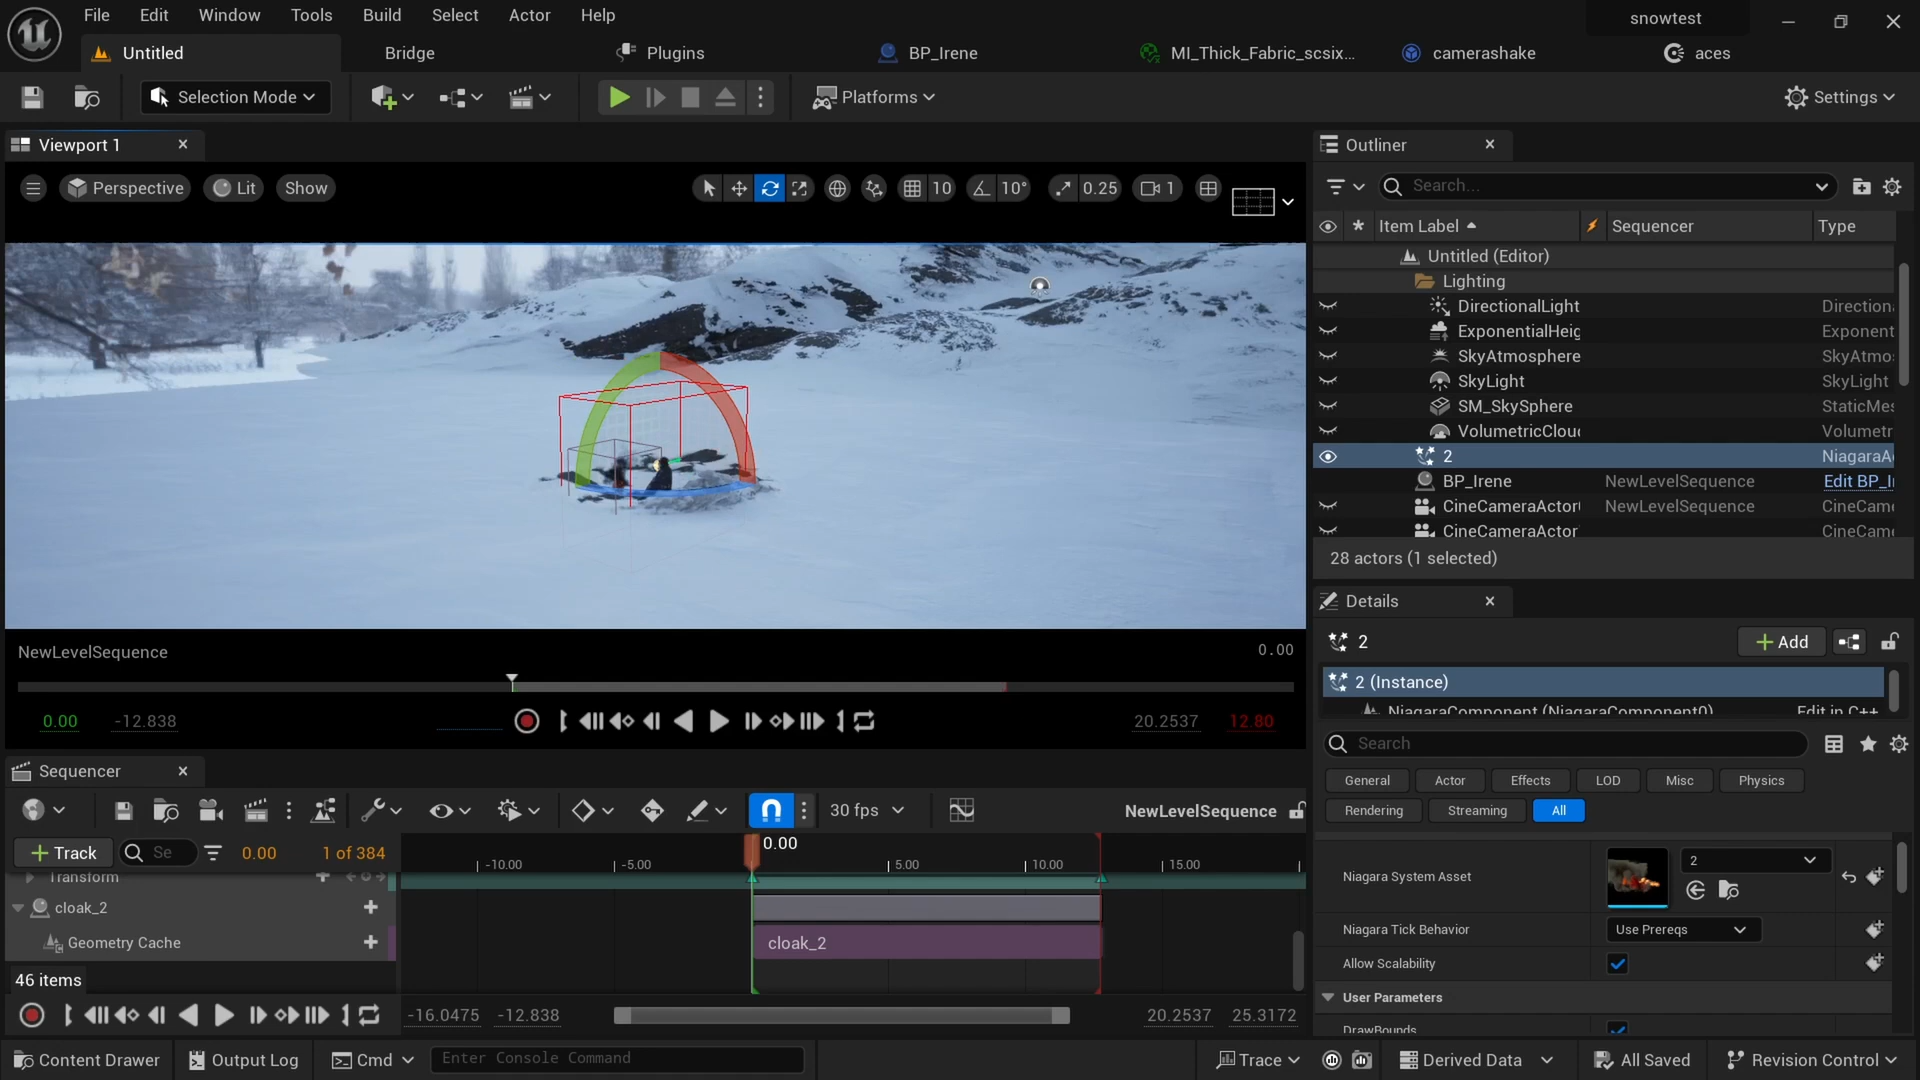 File Edit Window Tools Build Select Actor Help
snowtest
Untitled Bridge Plugins BP_Irene MI_Thick_Fabric_scsix... camerashake aces
Selection Mode Platforms Settings
Viewport 1
Perspective Lit Show 10 10° 0.25 1
NewLevelSequence 0.00
0.00 -12.838 20.2537 12.80
Sequencer
30 fps NewLevelSequence
Track Se 0.00 1 of 384
0.00
-10.00 -5.00 5.00 10.00 15.00
Transform
cloak_2
Geometry Cache cloak_2
46 items
-16.0475 -12.838 20.2537 25.3172
Outliner
Search...
Item Label Sequencer Type
Untitled (Editor)
Lighting
DirectionalLight Directiona
ExponentialHeig Exponent
SkyAtmosphere SkyAtmo
SkyLight SkyLight
SM_SkySphere StaticMe
VolumetricClou Volumetr
2 NiagaraA
BP_Irene NewLevelSequence Edit BP_I
CineCameraActor NewLevelSequence CineCam
CineCameraActor CineCam
28 actors (1 selected)
Details
2 Add
2 (Instance)
NiagaraComponent (NiagaraComponent0) Edit in C++
Search
General Actor Effects LOD Misc Physics
Rendering Streaming All
Niagara System Asset 2
Niagara Tick Behavior Use Prereqs
Allow Scalability
User Parameters
DrawBounds
Content Drawer Output Log Cmd Enter Console Command Trace Derived Data All Saved Revision Control